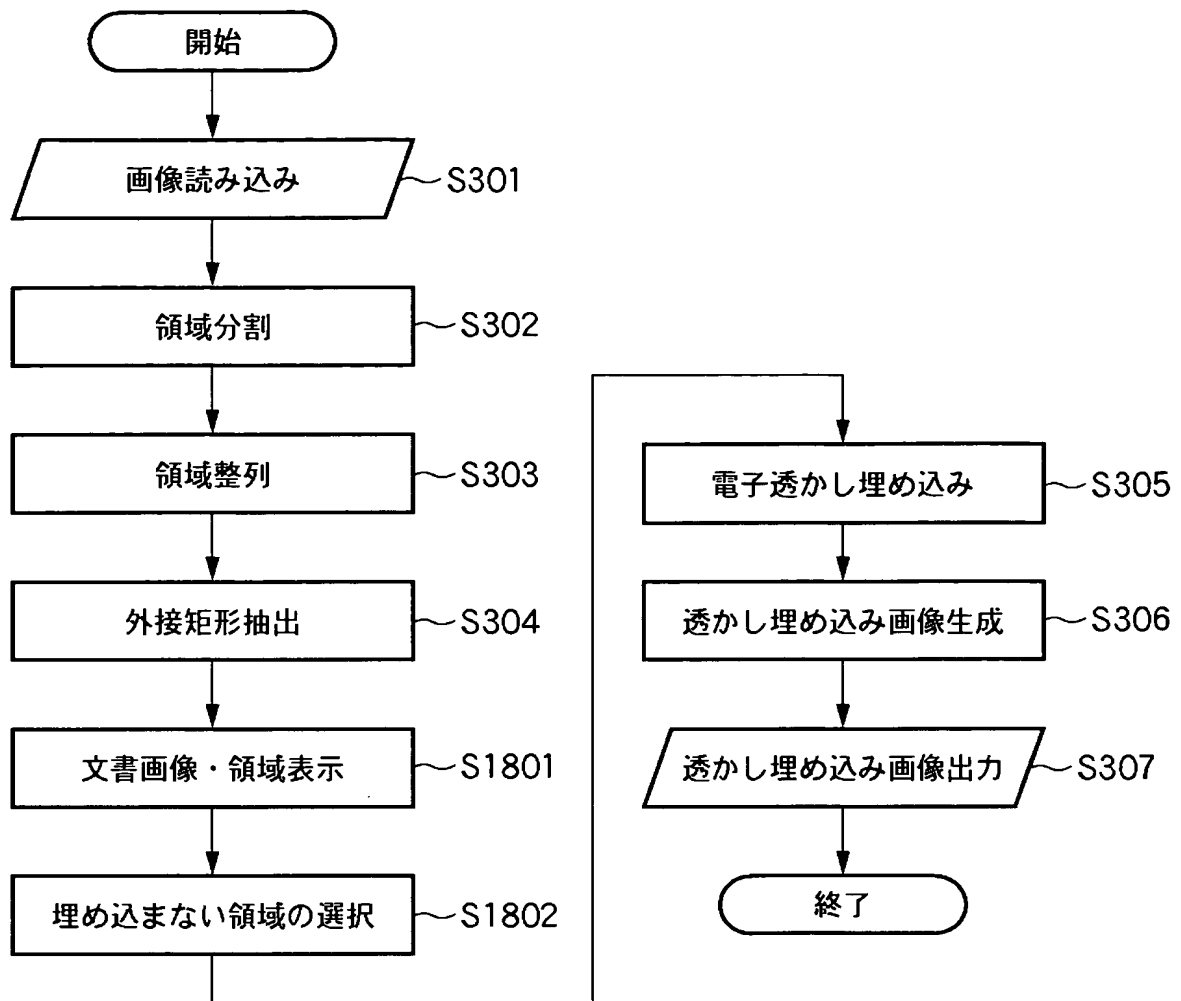 開始
画像読み込み
S301
領域分割
S302
領域整列
S303
外接矩形抽出
S304
文書画像・領域表示
S1801
埋め込まない領域の選択
S1802
電子透かし埋め込み
S305
透かし埋め込み画像生成
S306
透かし埋め込み画像出力
S307
終了